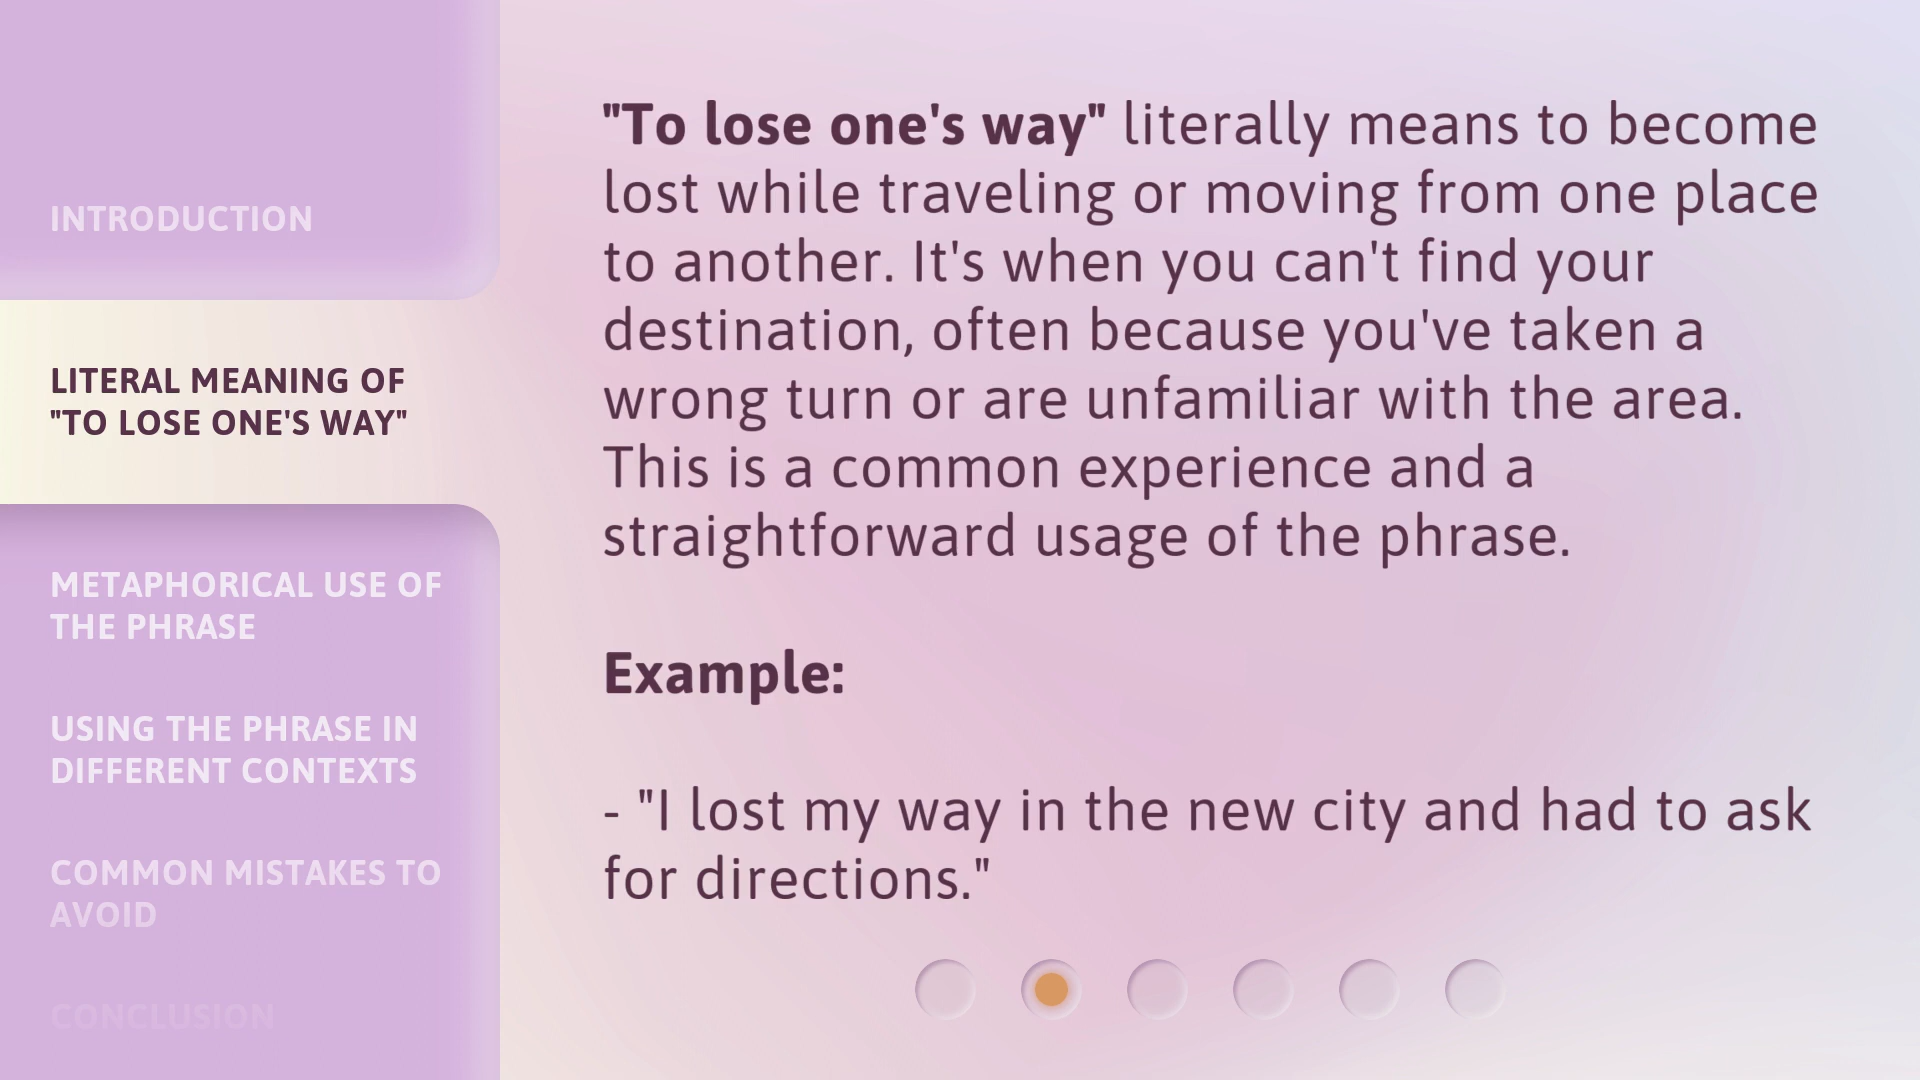 INTRODUCTION
LITERAL MEANING OF
"TO LOSE ONE'S WAY"
METAPHORICAL USE OF
THE PHRASE
USING THE PHRASE IN
DIFFERENT CONTEXTS
COMMON MISTAKES TO
AVOID
CONCLUSION
"To lose one's way" literally means to become
lost while traveling or moving from one place
to another. It's when you can't find your
destination, often because you've taken a
wrong turn or are unfamiliar with the area.
This is a common experience and a
straightforward usage of the phrase.
Example:
- "I lost my way in the new city and had to ask
for directions."